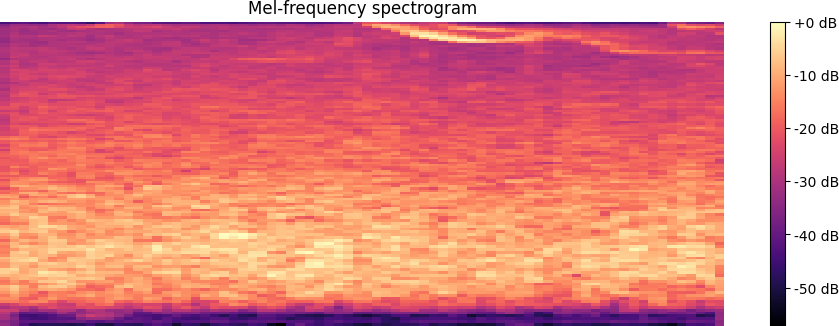 Mel-frequency spectrogram
+0 dB
-10 dB
-20 dB
-30 dB
-40 dB
-50 dB